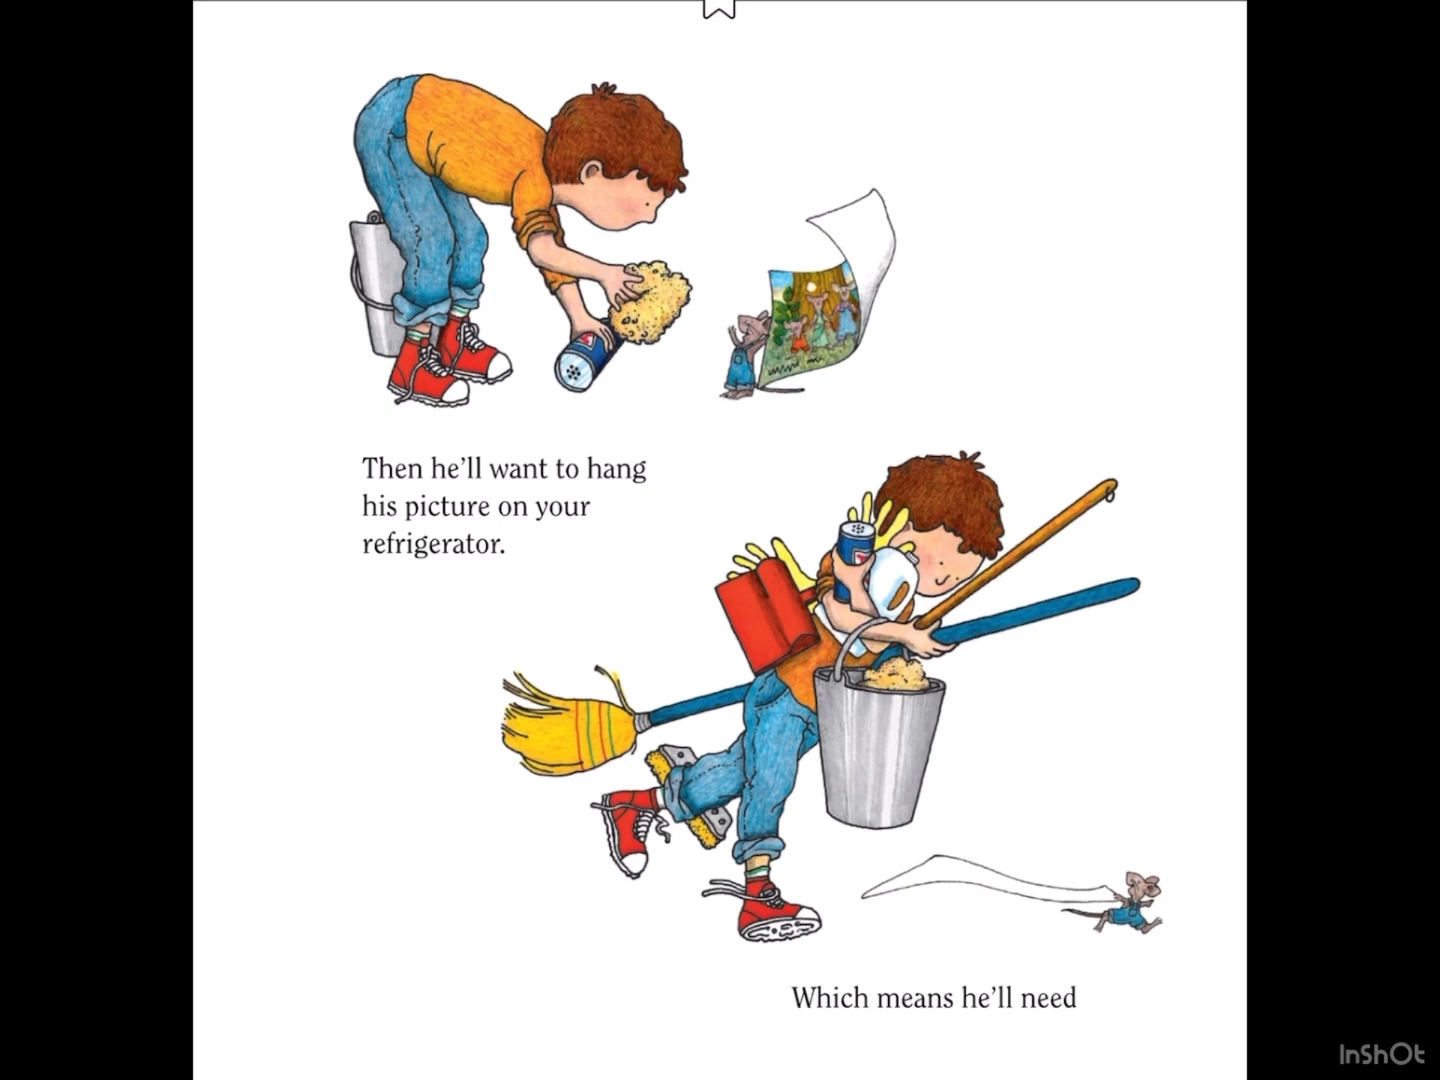 Then he'll want to hang
his picture on your
refrigerator.
Which means he'll need
InShOt